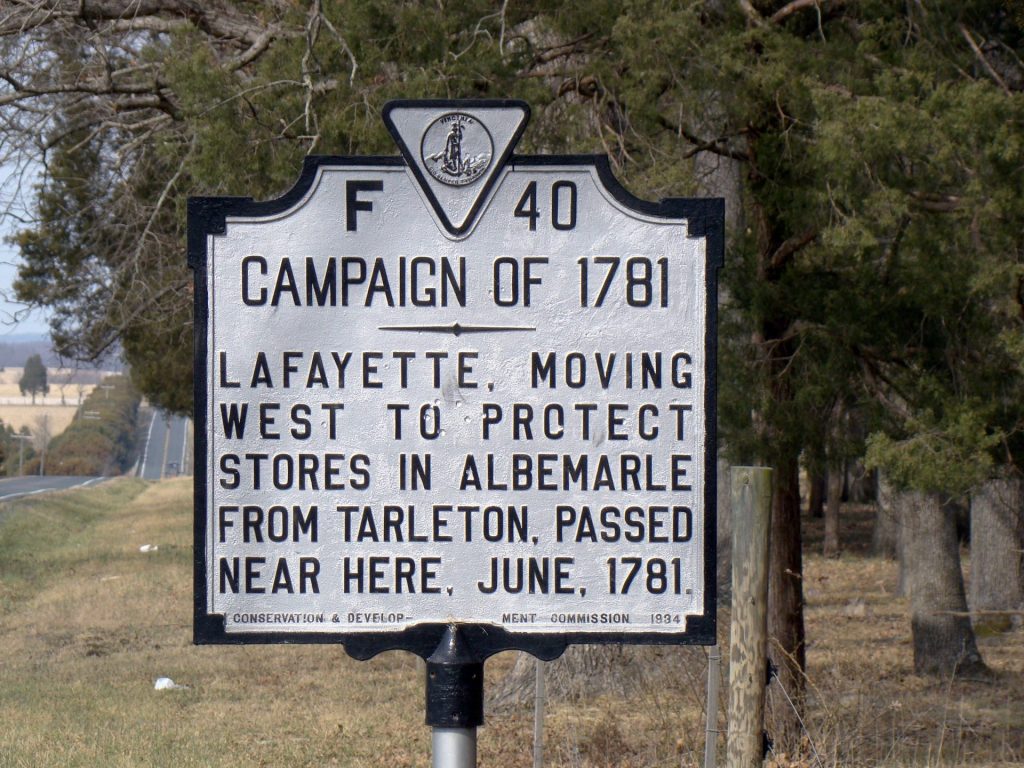 VIRGINIA
F 40
CAMPAIGN OF 1781
LAFAYETTE, MOVING
WEST TO PROTECT
STORES IN ALBEMARLE
FROM TARLETON, PASSED
NEAR HERE, JUNE, 1781.
CONSERVATION & DEVELOP- MENT COMMISSION 1934